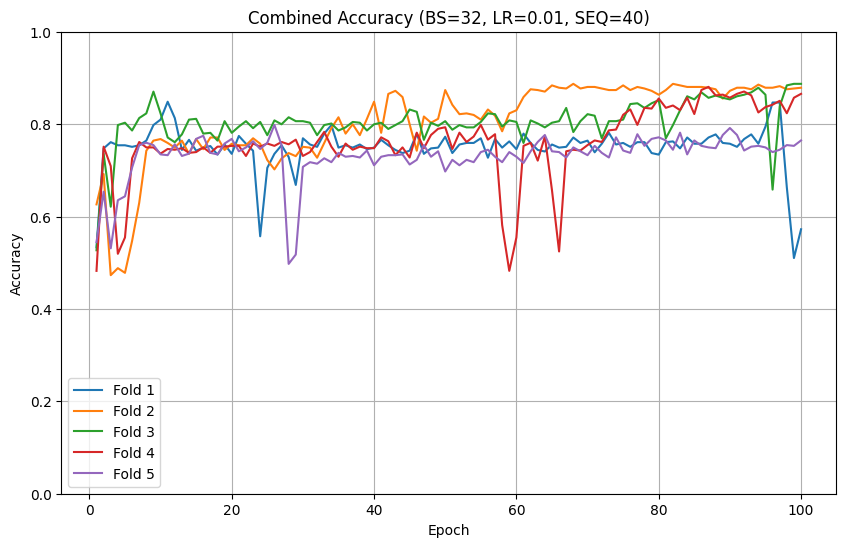 Combined Accuracy (BS=32, LR=0.01, SEQ=40)
1.0
0.8
0.6
0.4
0.2
0.0
Accuracy
Fold 1
Fold 2
Fold 3
Fold 4
Fold 5
0 20 40 60 80 100
Epoch